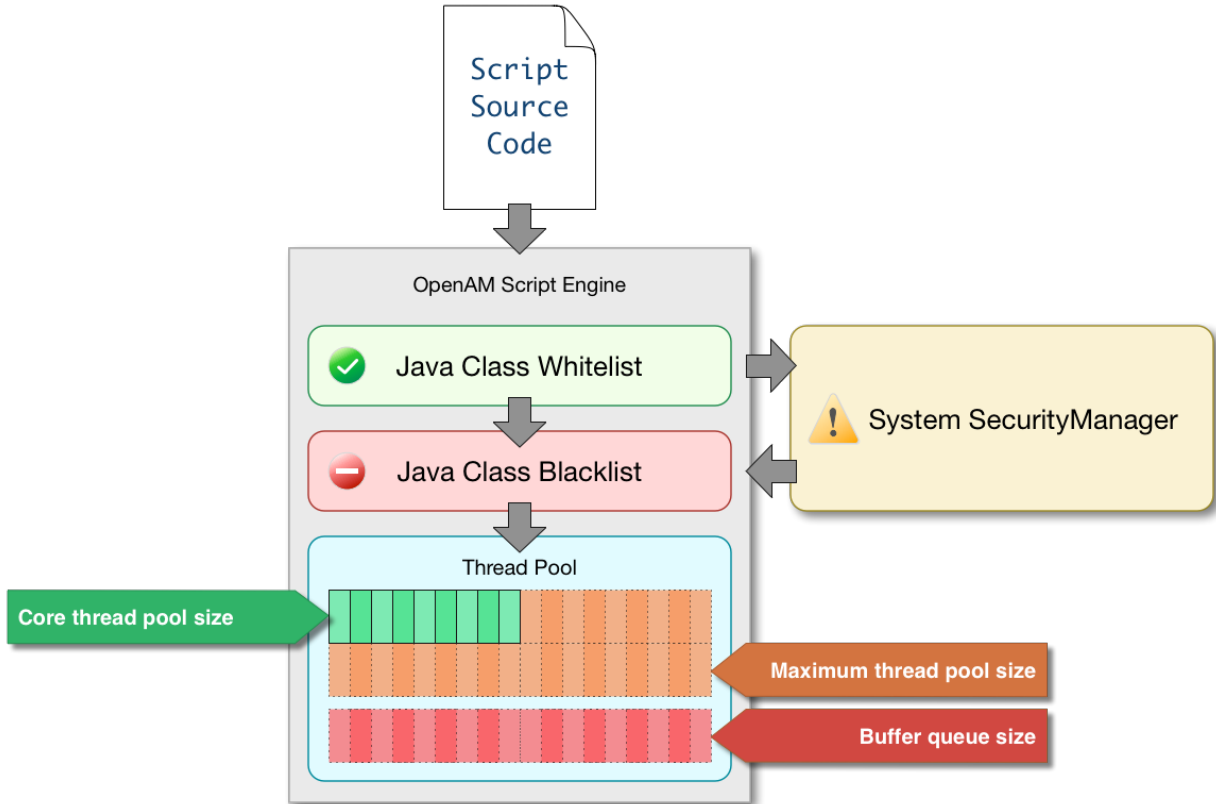 Script
Source
Code
OpenAM Script Engine
Java Class Whitelist
System SecurityManager
Java Class Blacklist
Thread Pool
Core thread pool size
Maximum thread pool size
Buffer queue size